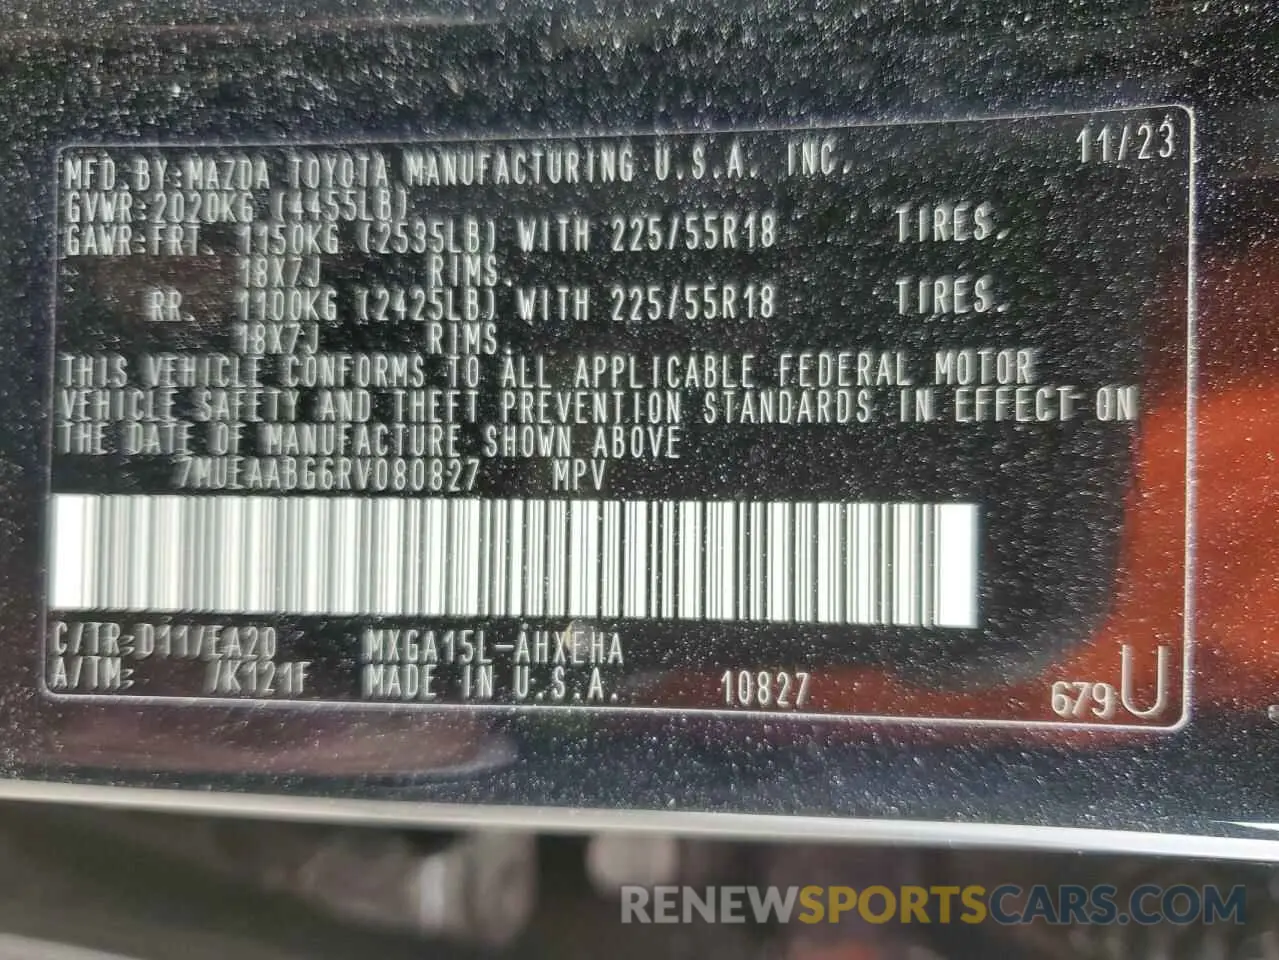 11/23
MFD.BY:MAZDA TOYOTA MANUFACTURING U.S.A. INC.
GVWR:2020KG (4455LB)
GAWR:FRT. 1150KG (2535LB) WITH 225/55R18 TIRES.
18X7J RIMS.
RR. 1100KG (2425LB) WITH 225/55R18 TIRES.
18X7J RIMS.
THIS VEHICLE CONFORMS TO ALL APPLICABLE FEDERAL MOTOR
VEHICLE SAFETY AND THEFT PREVENTION STANDARDS IN EFFECT ON
THE DATE OF MANUFACTURE SHOWN ABOVE
7MUEAABG6RV080827 MPV
C/TR:D11/EA20 MXGA15L-AHXEHA
A/TM: /K121F MADE IN U.S.A. 10827 679U
RENEWSPORTSCARS.COM